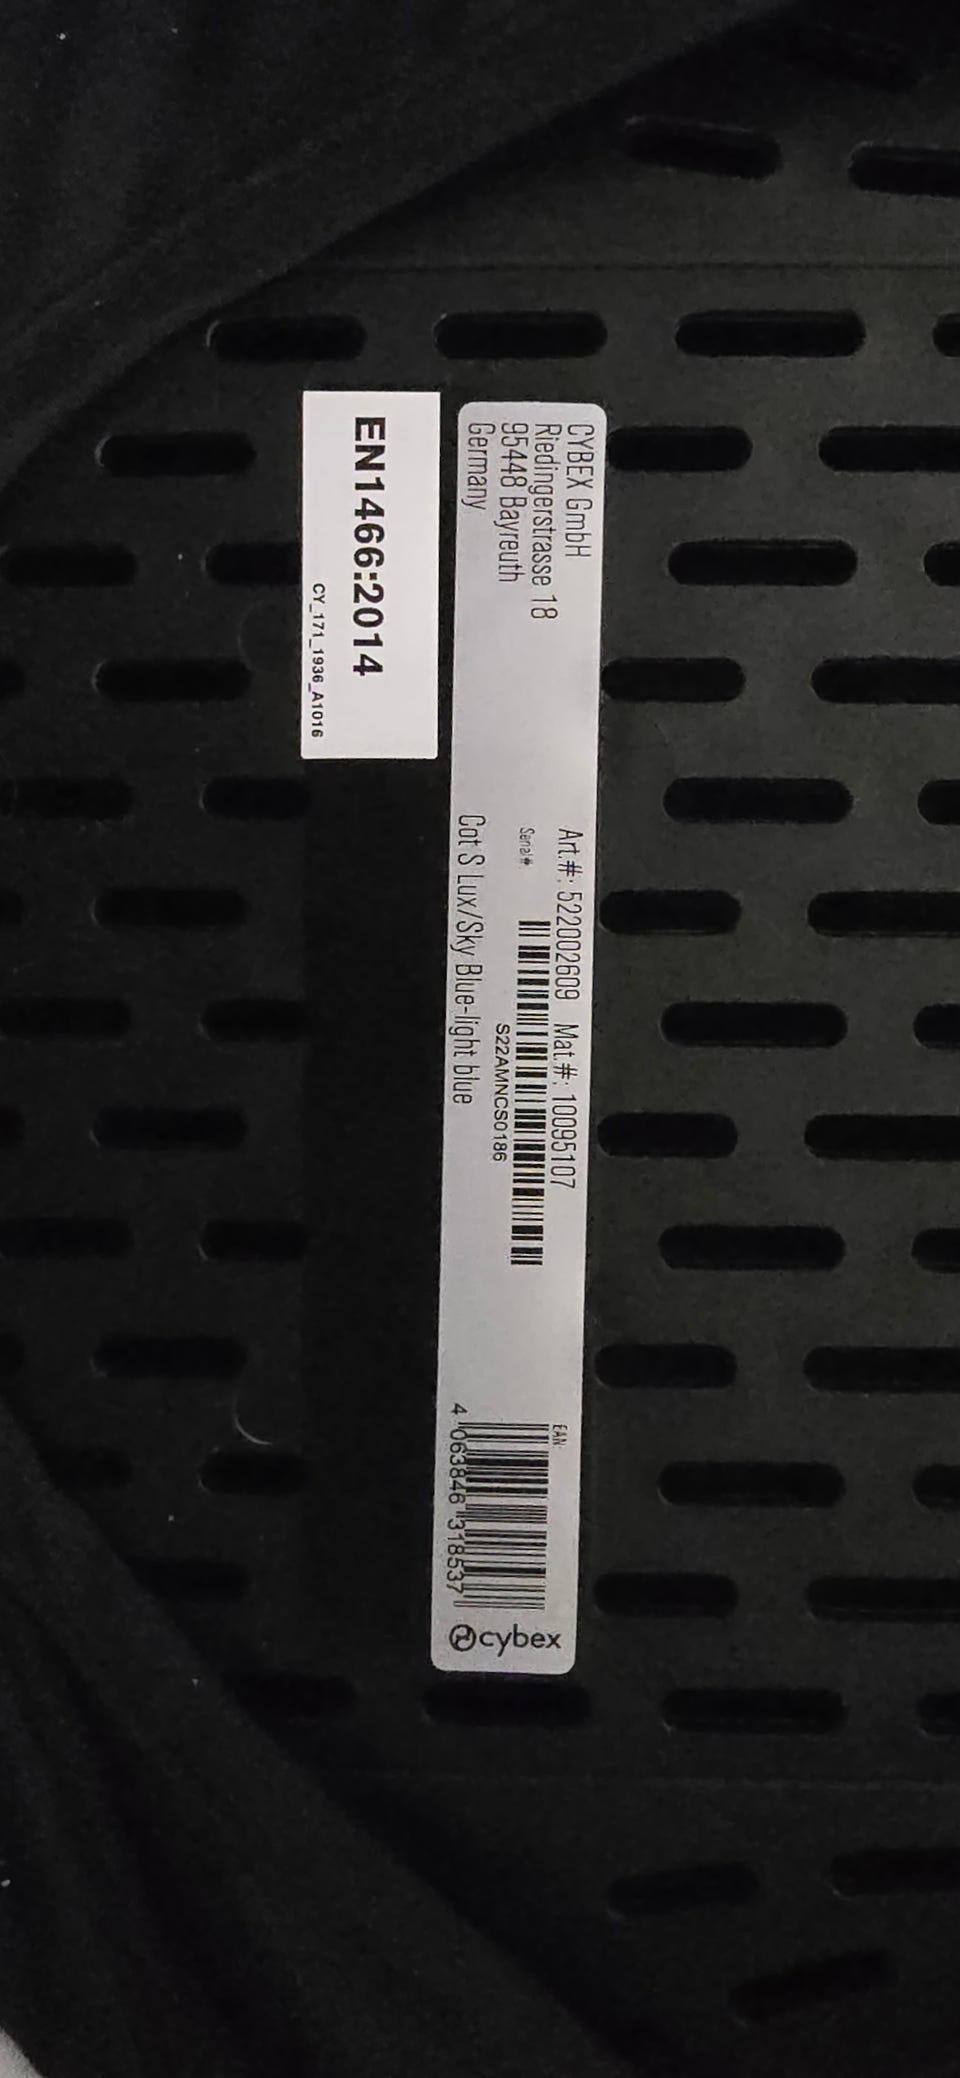 CYBEX GmbH
Riedingerstrasse 18
95448 Bayreuth
Germany
Art.#: 522002609 Mat.#: 10095107
Serial#
S22AMNCS0186
Cot S Lux/Sky Blue-light blue
EAN:
4 063846 318537
cybex
EN1466:2014
CY_171_1936_A1016